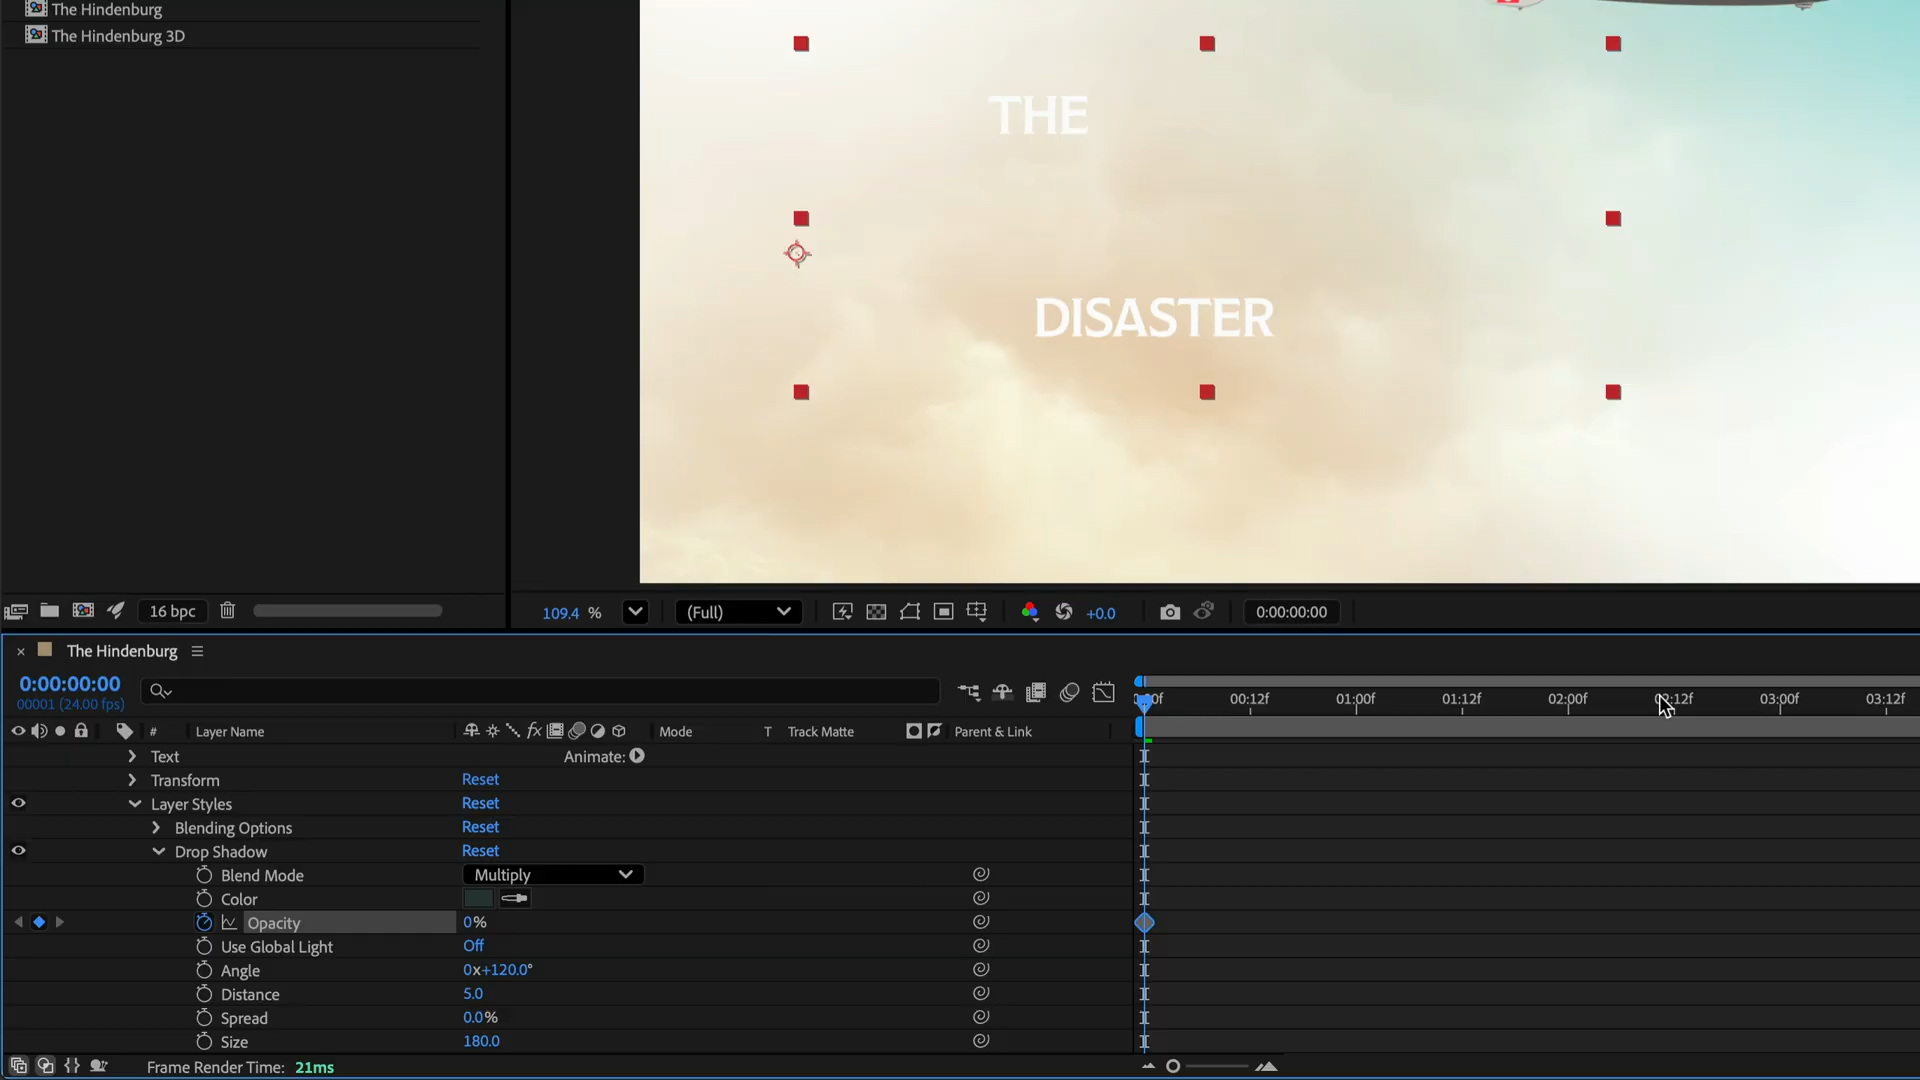 The Hindenburg
The Hindenburg 3D
THE
DISASTER
16 bpc
109.4 %
(Full)
+0.0
0:00:00:00
The Hindenburg
0:00:00:00
00001 (24.00 fps)
00:12f 01:00f 01:12f 02:00f 02:12f 03:00f 03:12f
# Layer Name fx Mode T Track Matte Parent & Link
Text Animate:
Transform Reset
Layer Styles Reset
Blending Options Reset
Drop Shadow Reset
Blend Mode Multiply
Color
Opacity 0%
Use Global Light Off
Angle 0x+120.0°
Distance 5.0
Spread 0.0%
Size 180.0
Frame Render Time: 21ms